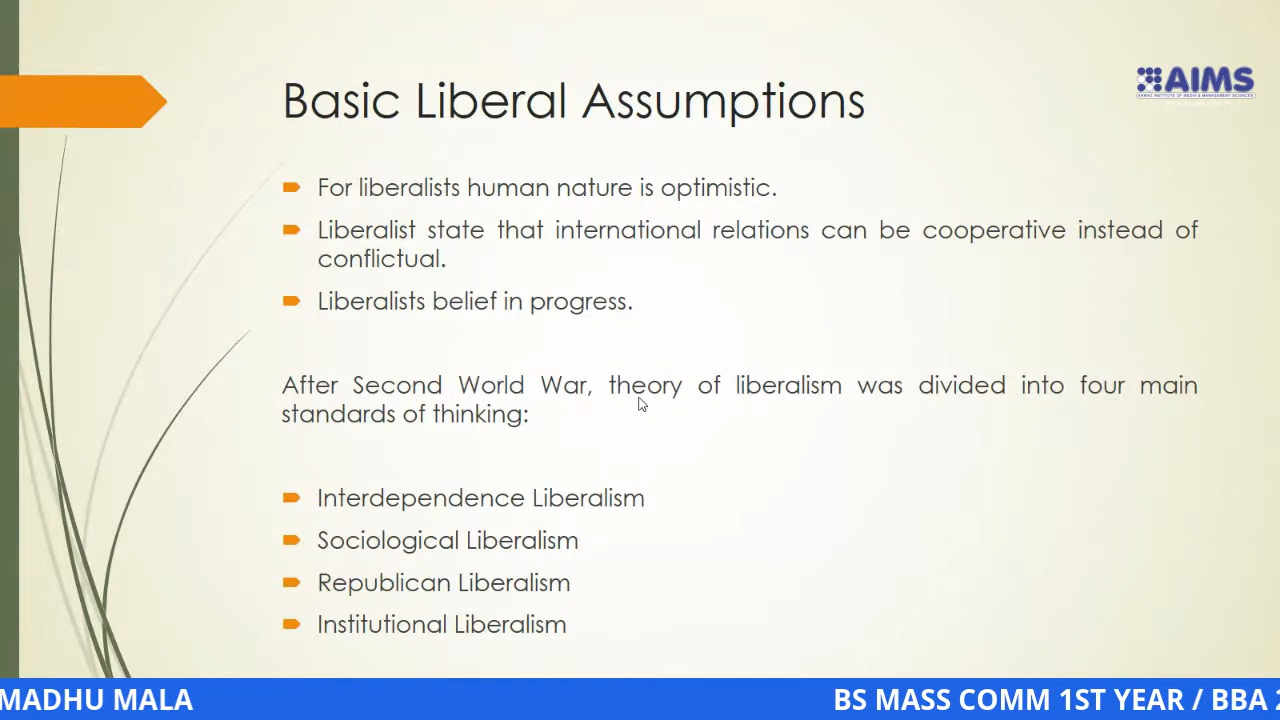 Basic Liberal Assumptions
AIMS
For liberalists human nature is optimistic.
Liberalist state that international relations can be cooperative instead of
conflictual.
Liberalists belief in progress.
After Second World War, theory of liberalism was divided into four main
standards of thinking:
Interdependence Liberalism
Sociological Liberalism
Republican Liberalism
Institutional Liberalism
MADHU MALA
BS MASS COMM 1ST YEAR / BBA